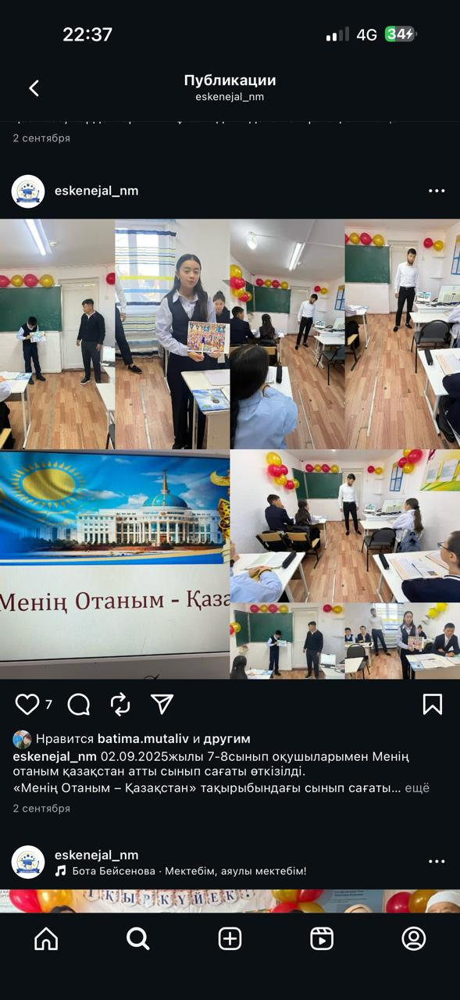 22:37
4G
34
Публикации
eskenejal_nm
2 сентября
eskenejal_nm
Менің Отаным - Қаза
7
Нравится batima.mutaliv и другим
eskenejal_nm 02.09.2025жылы 7-8сынып оқушыларымен Менің
отаным қазақстан атты сынып сағаты өткізілді.
«Менің Отаным – Қазақстан» тақырыбындағы сынып сағаты... ещё
2 сентября
eskenejal_nm
Бота Бейсенова · Мектебім, аяулы мектебім!
1 ҚЫРКҮЙЕК!